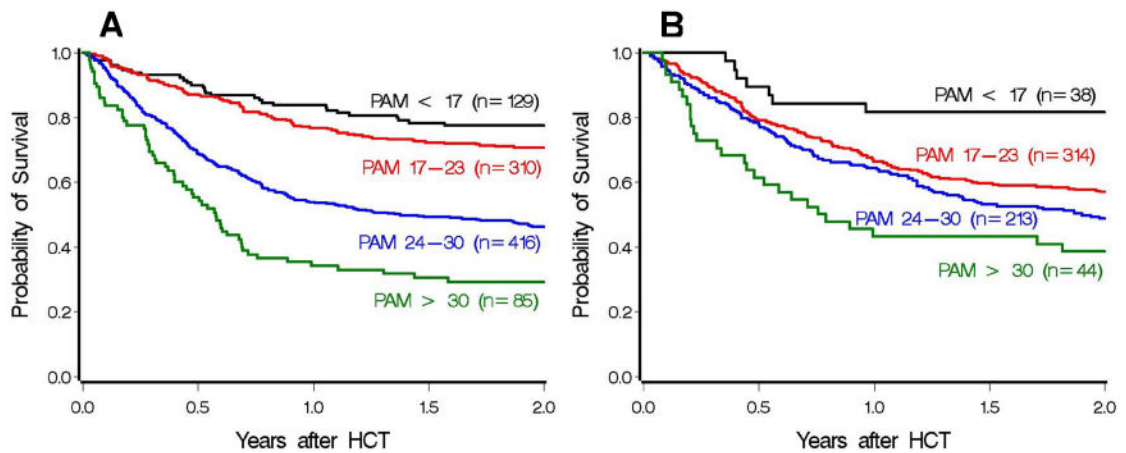 A
Probability of Survival
1.0
0.8
0.6
0.4
0.2
0.0
PAM < 17 (n=129)
PAM 17–23 (n=310)
PAM 24–30 (n=416)
PAM > 30 (n=85)
0.0 0.5 1.0 1.5 2.0
Years after HCT
B
Probability of Survival
1.0
0.8
0.6
0.4
0.2
0.0
PAM < 17 (n=38)
PAM 17–23 (n=314)
PAM 24–30 (n=213)
PAM > 30 (n=44)
0.0 0.5 1.0 1.5 2.0
Years after HCT